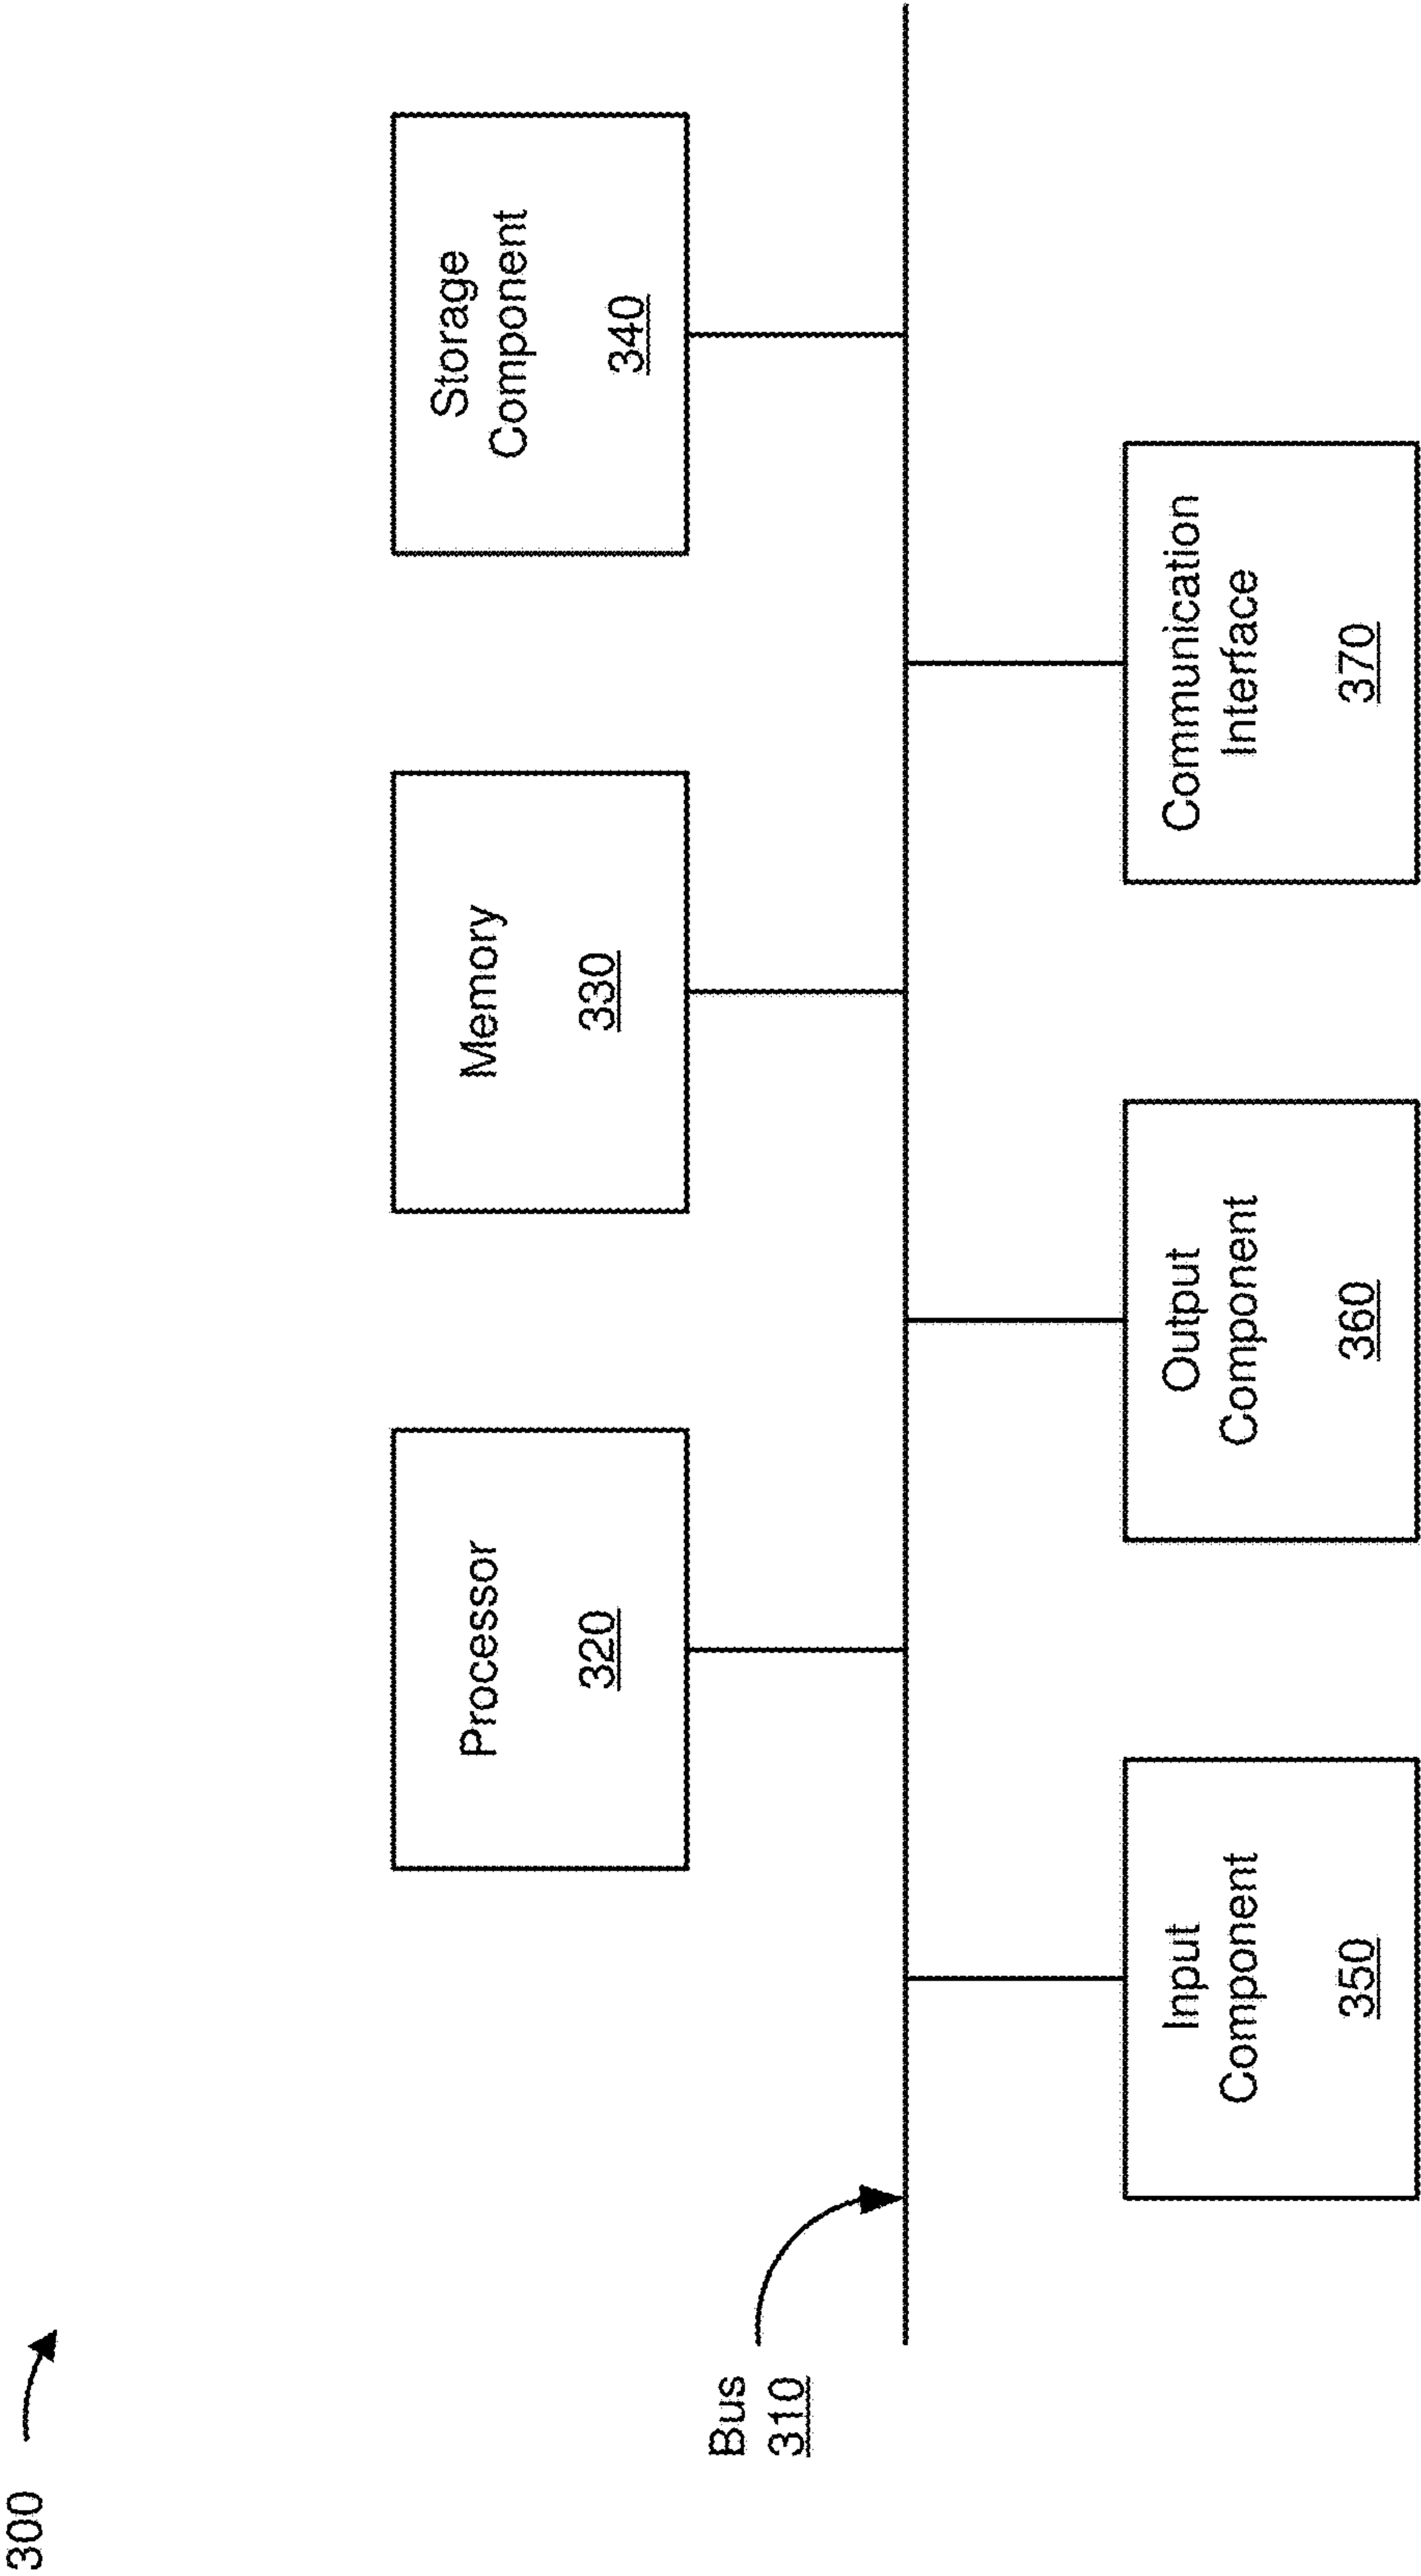 300
Bus
310
Processor
320
Memory
330
Storage
Component
340
Input
Component
350
Output
Component
360
Communication
Interface
370